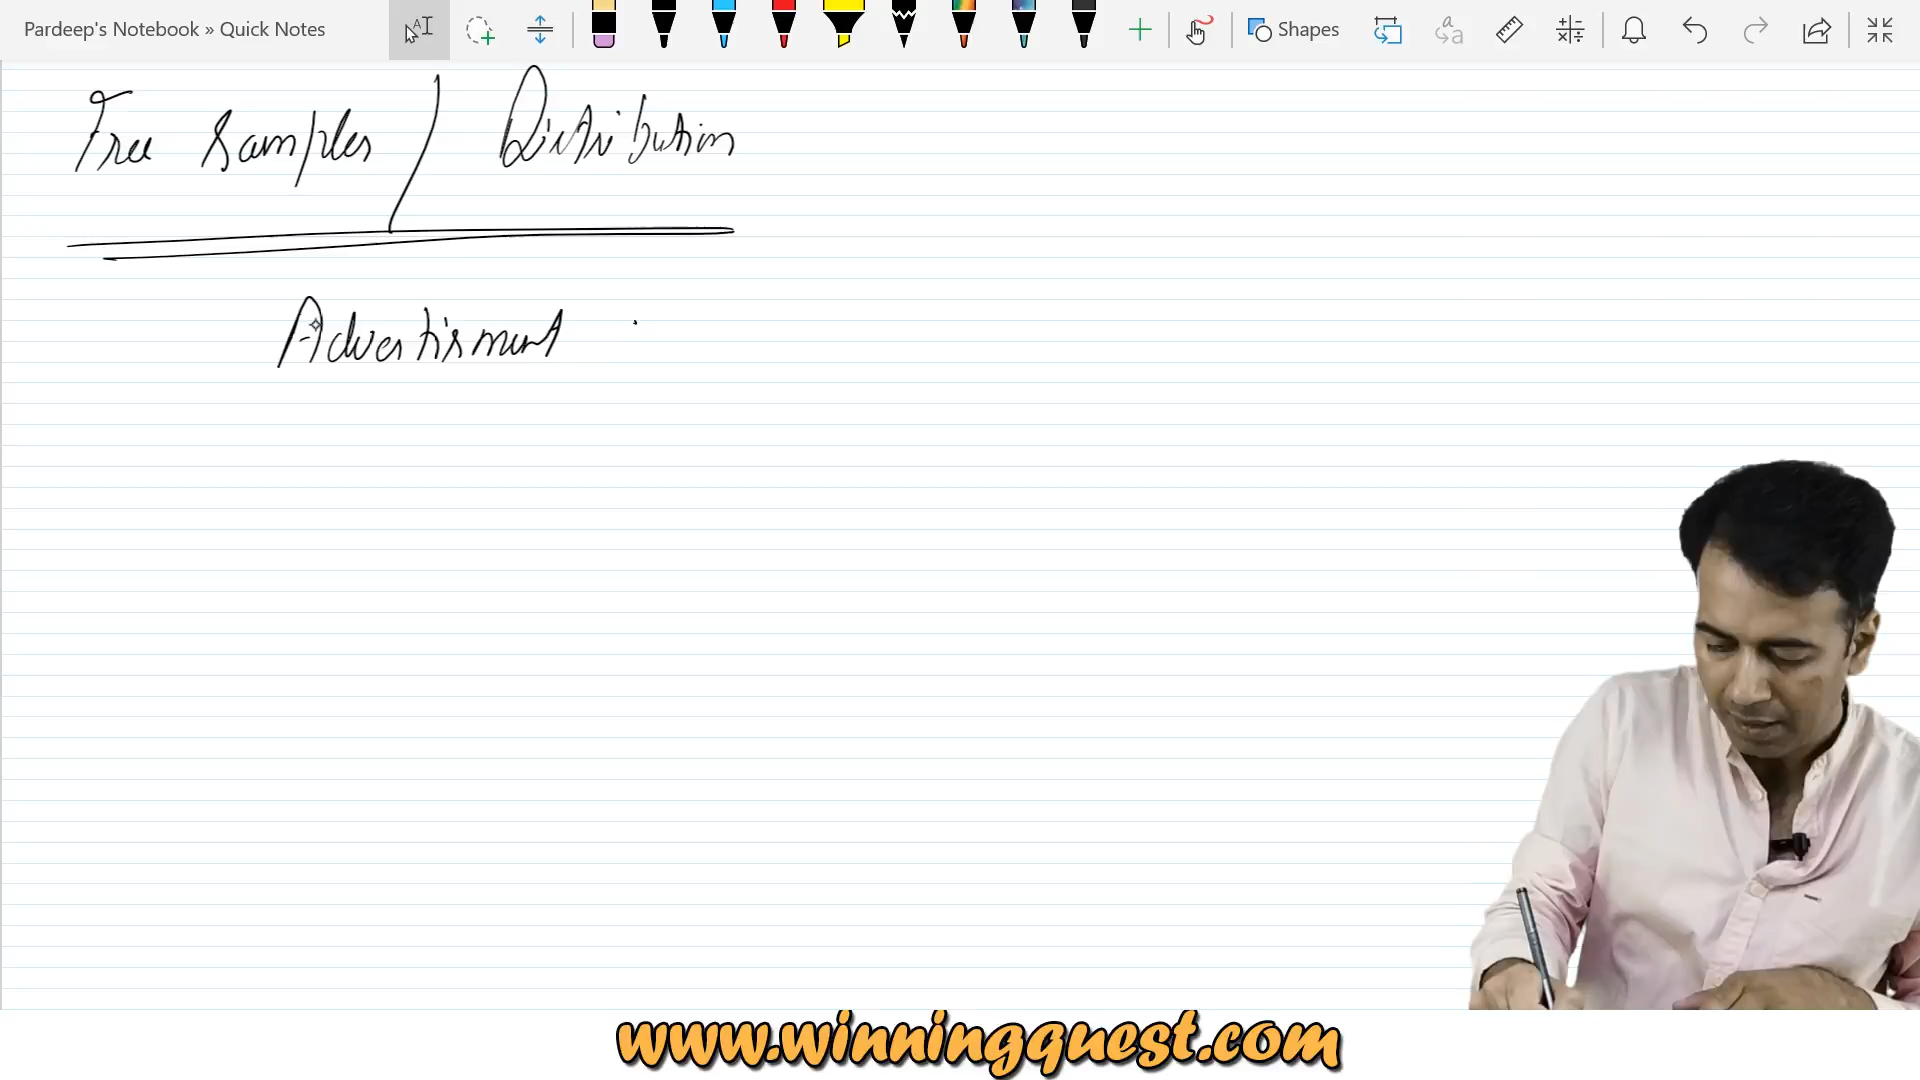 Pardeep's Notebook » Quick Notes
Shapes
Free Samples / Distribution
Advertisment
www.winningquest.com